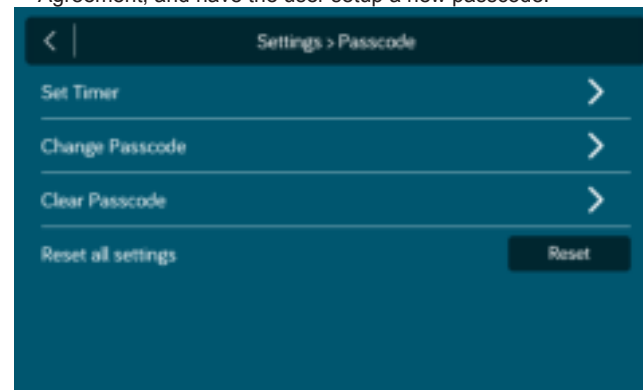 Agreement, and have the user setup a new passcode.
Settings > Passcode
Set Timer
Change Passcode
Clear Passcode
Reset all settings Reset